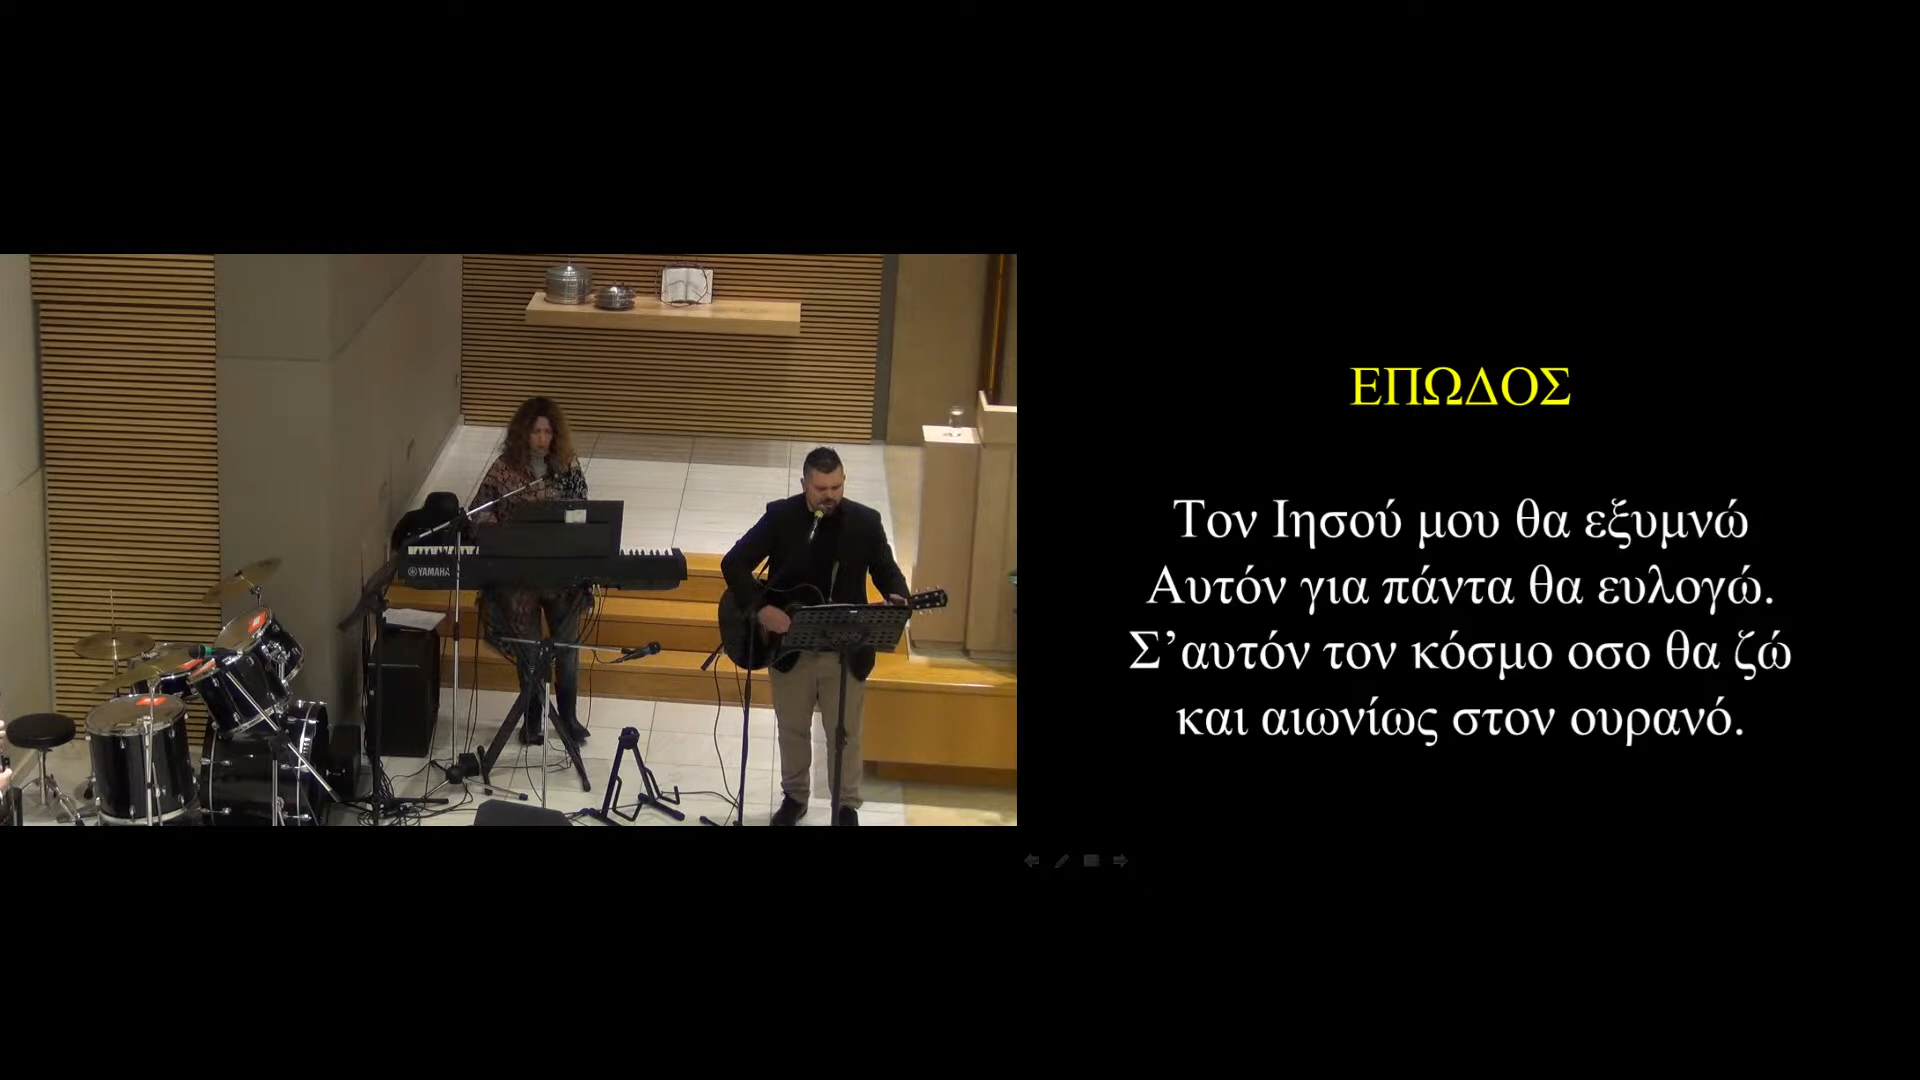 YAMAHA
ΕΠΩΔΟΣ
Τον Ιησού μου θα εξυμνώ
Αυτόν για πάντα θα ευλογώ.
Σ’αυτόν τον κόσμο οσο θα ζώ
και αιωνίως στον ουρανό.